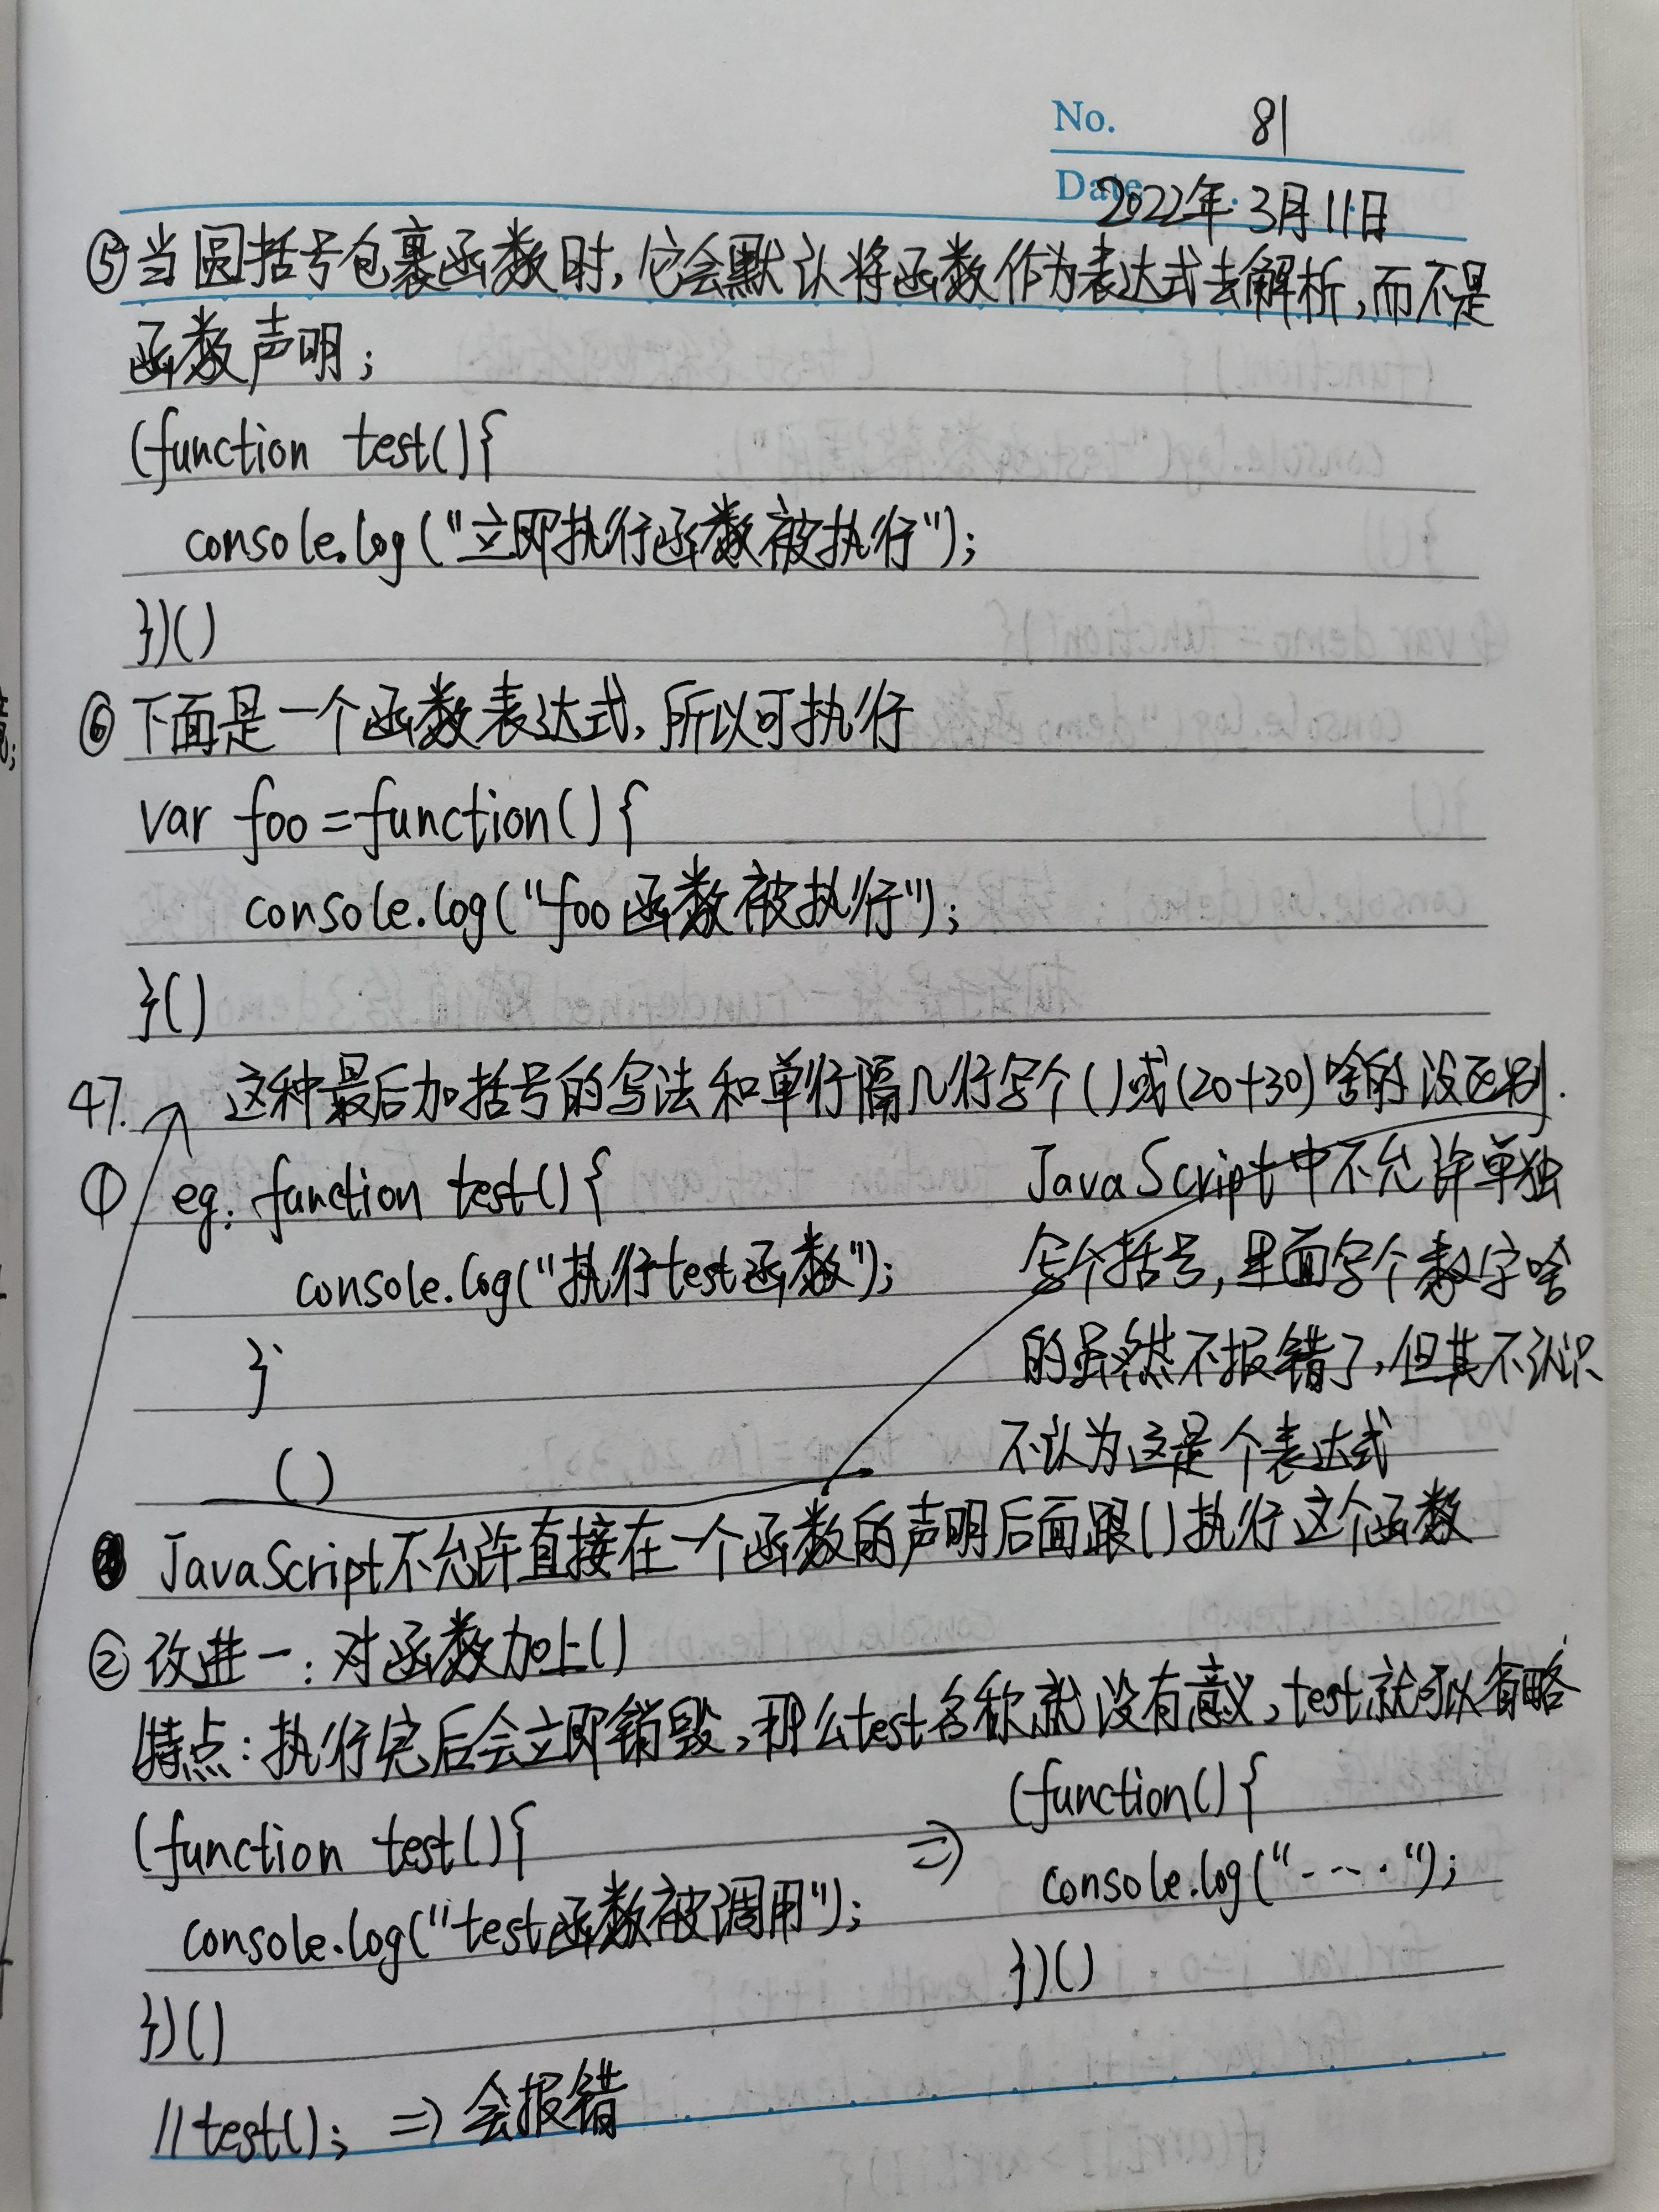 No. 81
Date 2022年3月11日
⑤当圆括号包裹函数时,它会默认将函数作为表达式去解析,而不是
函数声明;
(function test(){
console.log("立即执行函数被执行");
})()
⑥下面是一个函数表达式,所以可执行
var foo=function(){
console.log("foo函数被执行");
}()
47. 这种最后加括号的写法和单行隔几行写个()或(20+30)啥的没区别.
① eg: function test(){
console.log("执行test函数");
}
()
JavaScript中不允许单独
写个括号,里面写个数字啥
的虽然不报错了,但其不认识
不认为这是个表达式
JavaScript不允许直接在一个函数的声明后面跟()执行这个函数
②改进一:对函数加上()
特点:执行完后会立即销毁,那么test名称就没有意义,test就可以省略
(function test(){
console.log("test函数被调用");
})()
//test(); => 会报错
=> (function(){
console.log("-----");
})()